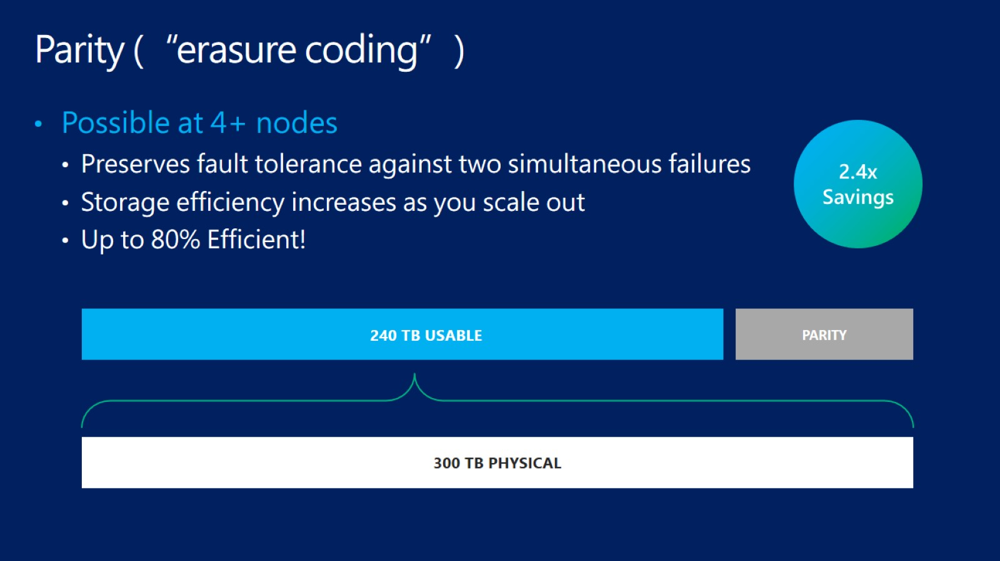 Parity ( “erasure coding” )
• Possible at 4+ nodes
• Preserves fault tolerance against two simultaneous failures
• Storage efficiency increases as you scale out
• Up to 80% Efficient!
2.4x
Savings
240 TB USABLE
PARITY
300 TB PHYSICAL